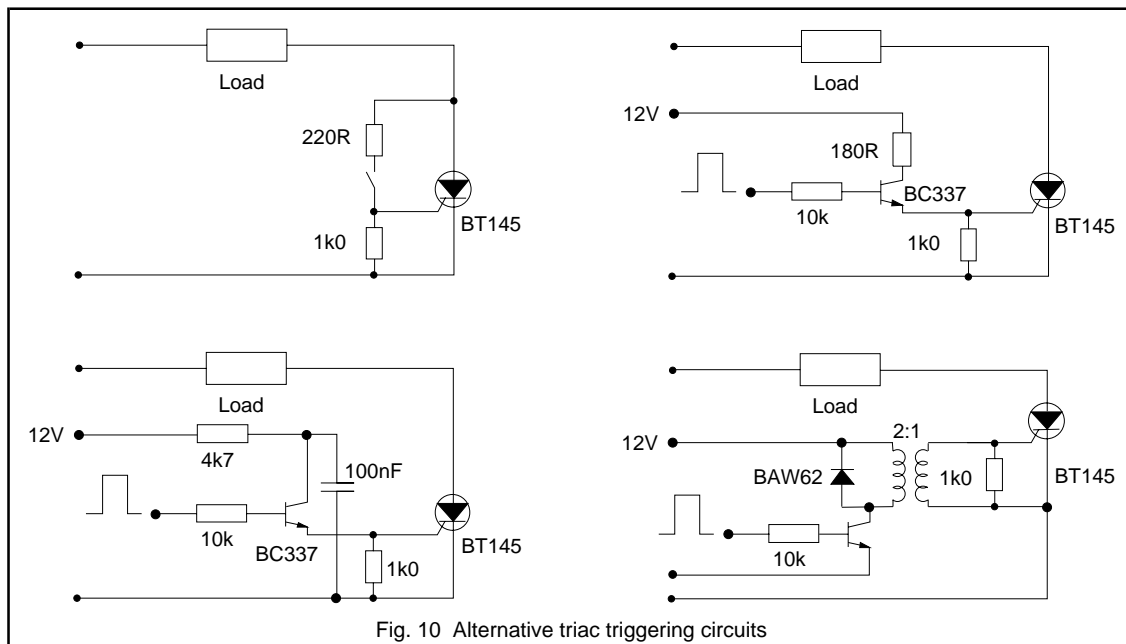 Load
220R
1k0
BT145
Load
12V
180R
BC337
10k
1k0
BT145
Load
12V
4k7
100nF
10k
BC337
1k0
BT145
Load
12V
2:1
BAW62
1k0
BT145
10k
Fig. 10 Alternative triac triggering circuits